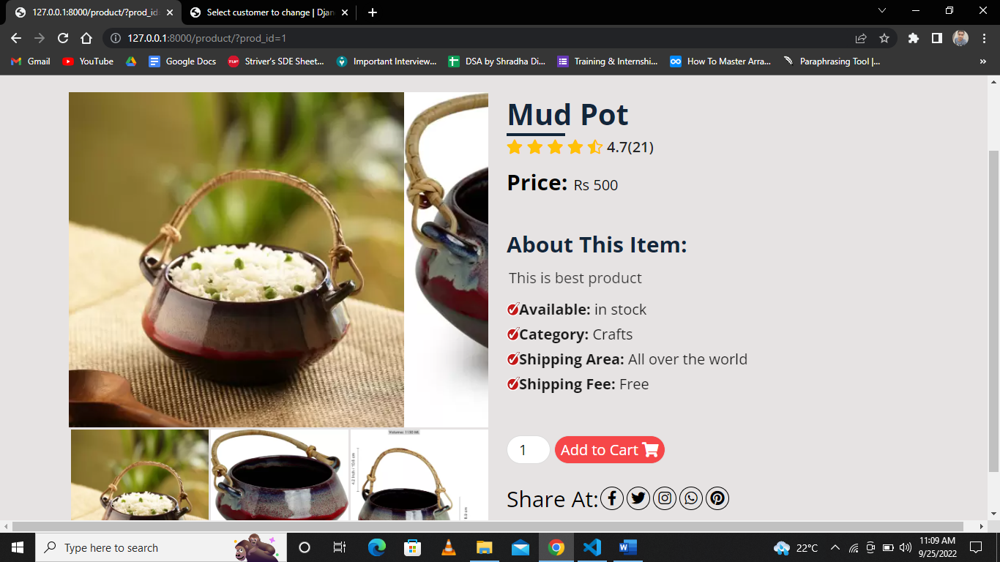 127.0.0.1:8000/product/?prod_id
Select customer to change | Djan
127.0.0.1:8000/product/?prod_id=1
Gmail
YouTube
Google Docs
Striver's SDE Sheet...
Important Interview...
DSA by Shradha Di...
Training & Internshi...
How To Master Arra...
Paraphrasing Tool |...
Mud Pot
4.7(21)
Price: Rs 500
About This Item:
This is best product
Available: in stock
Category: Crafts
Shipping Area: All over the world
Shipping Fee: Free
1
Add to Cart
Share At:
Type here to search
22°C
11:09 AM
9/25/2022